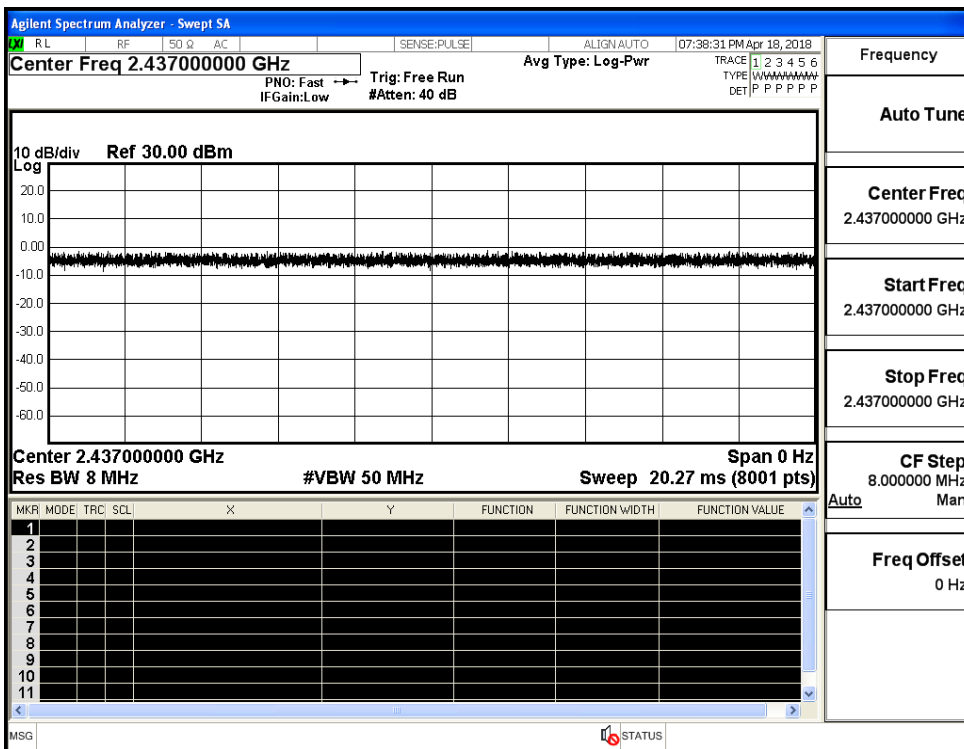 Agilent Spectrum Analyzer - Swept SA
LXI RL RF 50 Ω AC SENSE:PULSE ALIGN AUTO 07:38:31 PM Apr 18, 2018
Center Freq 2.437000000 GHz
PNO: Fast
IFGain:Low
Trig: Free Run
#Atten: 40 dB
Avg Type: Log-Pwr
TRACE 1 2 3 4 5 6
TYPE WWWWWW
DET P P P P P P
10 dB/div Ref 30.00 dBm
Log
20.0
10.0
0.00
-10.0
-20.0
-30.0
-40.0
-50.0
-60.0
Center 2.437000000 GHz Span 0 Hz
Res BW 8 MHz #VBW 50 MHz Sweep 20.27 ms (8001 pts)
MKR MODE TRC SCL X Y FUNCTION FUNCTION WIDTH FUNCTION VALUE
1
2
3
4
5
6
7
8
9
10
11
MSG STATUS
Frequency
Auto Tune
Center Freq
2.437000000 GHz
Start Freq
2.437000000 GHz
Stop Freq
2.437000000 GHz
CF Step
8.000000 MHz
Auto Man
Freq Offset
0 Hz